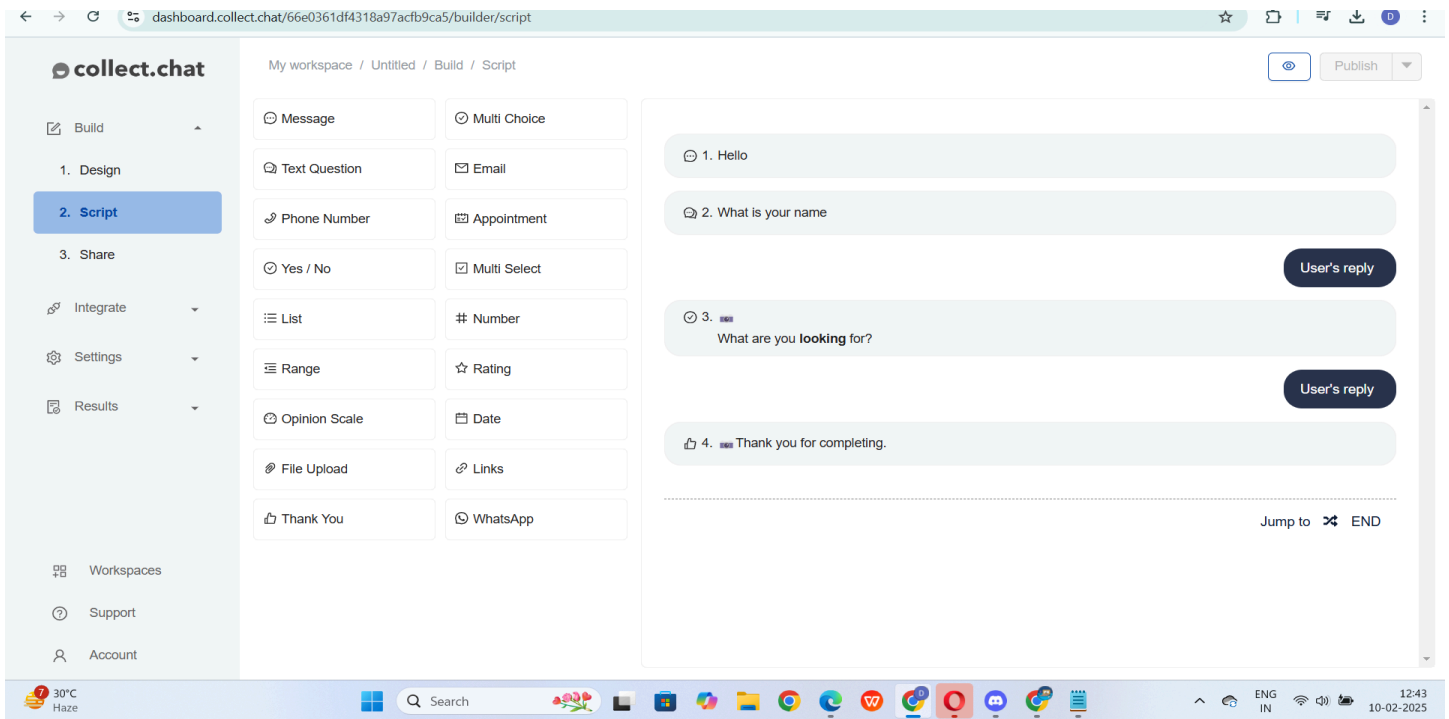 dashboard.collect.chat/66e0361df4318a97acfb9ca5/builder/script
D
collect.chat
My workspace / Untitled / Build / Script
Publish
Build
1. Design
2. Script
3. Share
Integrate
Settings
Results
Workspaces
Support
Account
Message
Multi Choice
Text Question
Email
Phone Number
Appointment
Yes / No
Multi Select
List
Number
Range
Rating
Opinion Scale
Date
File Upload
Links
Thank You
WhatsApp
1. Hello
2. What is your name
User's reply
3.
What are you looking for?
User's reply
4. Thank you for completing.
Jump to END
7
30°C
Haze
Search
D
ENG
IN
12:43
10-02-2025